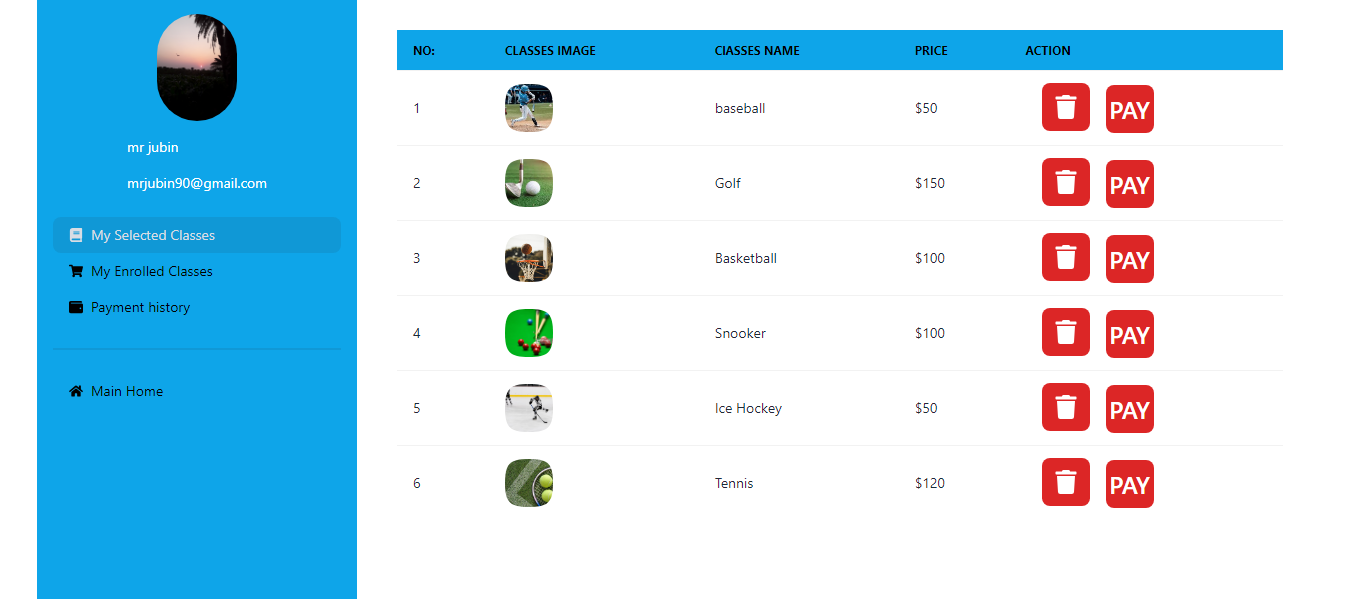 mr jubin
mrjubin90@gmail.com
My Selected Classes
My Enrolled Classes
Payment history
Main Home
NO: CLASSES IMAGE CIASSES NAME PRICE ACTION
1 baseball $50 PAY
2 Golf $150 PAY
3 Basketball $100 PAY
4 Snooker $100 PAY
5 Ice Hockey $50 PAY
6 Tennis $120 PAY